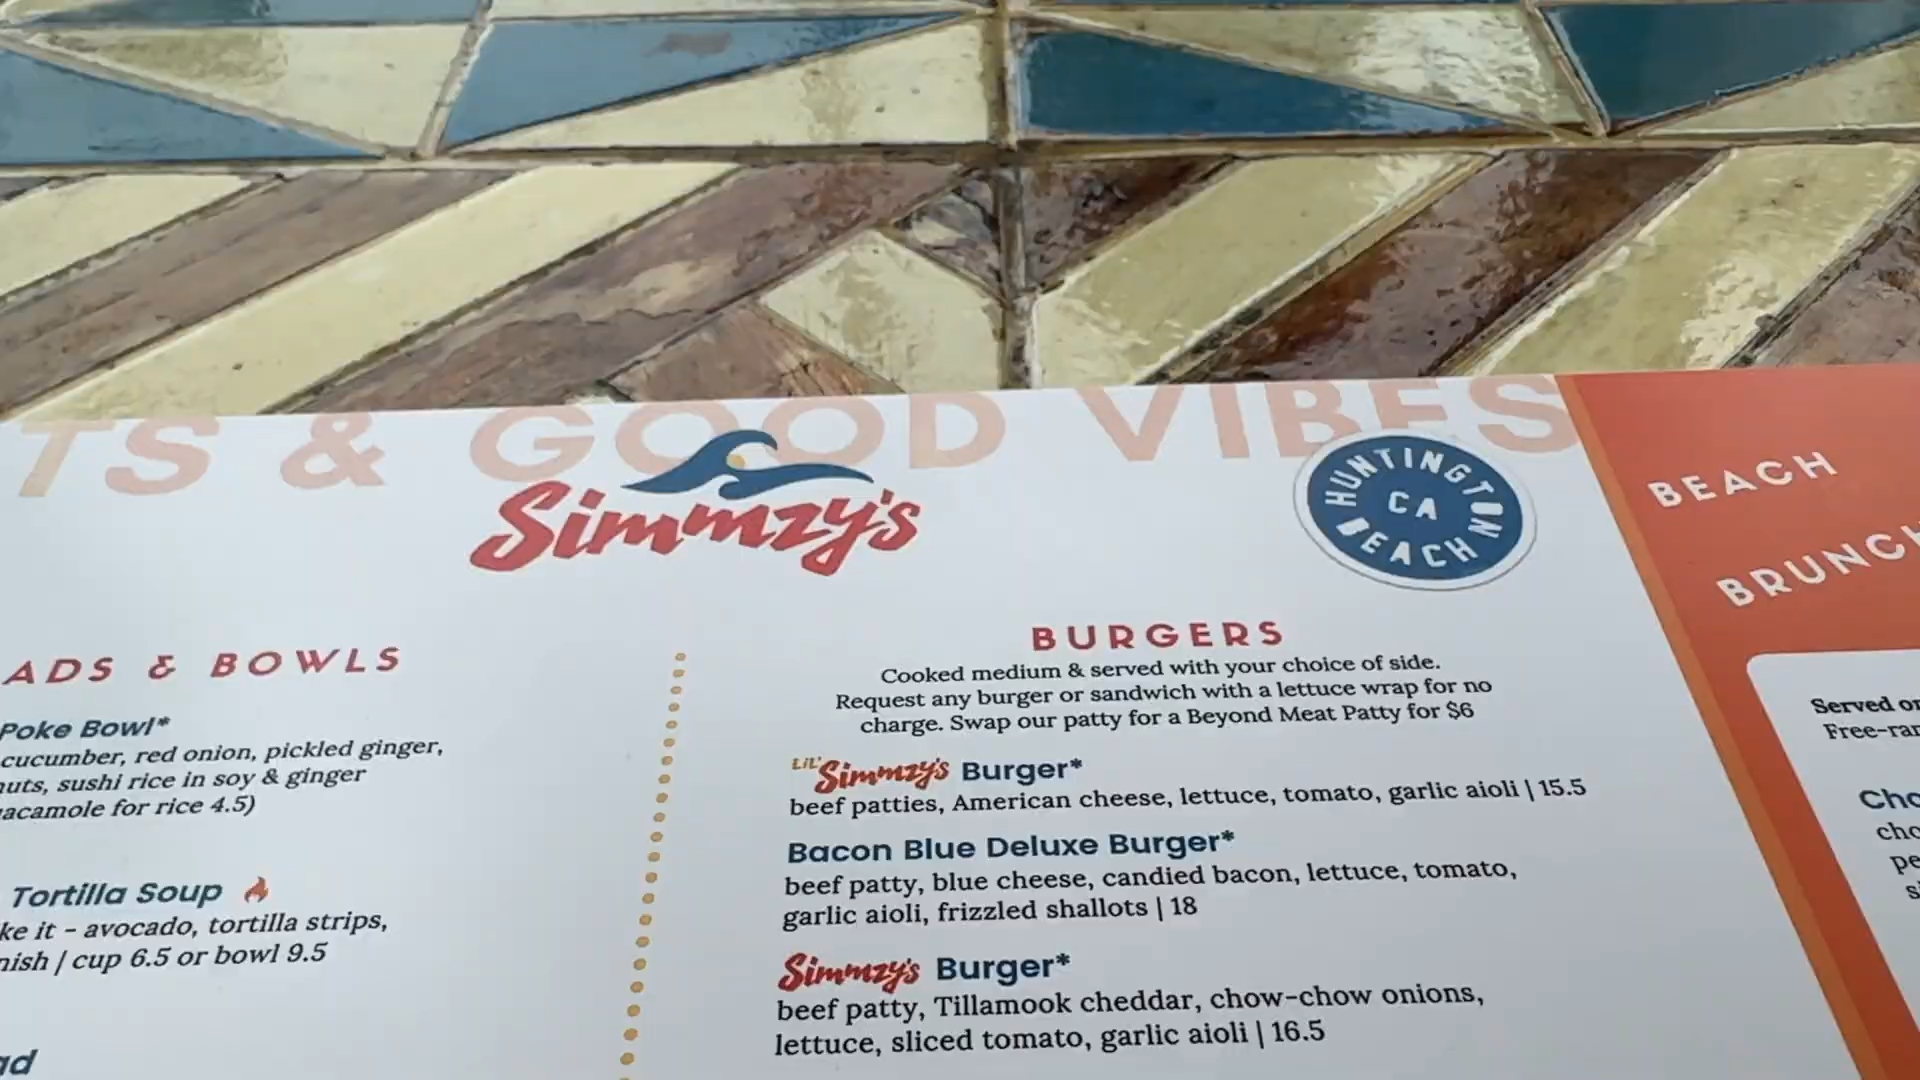 TS & GOOD VIBES
Simmzy's
HUNTINGTON
CA
BEACH
ADS & BOWLS
Poke Bowl*
cucumber, red onion, pickled ginger,
nuts, sushi rice in soy & ginger
acamole for rice 4.5)
Tortilla Soup
ke it - avocado, tortilla strips,
nish / cup 6.5 or bowl 9.5
ad
BURGERS
Cooked medium & served with your choice of side.
Request any burger or sandwich with a lettuce wrap for no
charge. Swap our patty for a Beyond Meat Patty for $6
LIL' Simmzy's Burger*
beef patties, American cheese, lettuce, tomato, garlic aioli | 15.5
Bacon Blue Deluxe Burger*
beef patty, blue cheese, candied bacon, lettuce, tomato,
garlic aioli, frizzled shallots | 18
Simmzy's Burger*
beef patty, Tillamook cheddar, chow-chow onions,
lettuce, sliced tomato, garlic aioli | 16.5
BEACH
BRUNCH
Served on
Free-ran
Cho
cho
pe
s